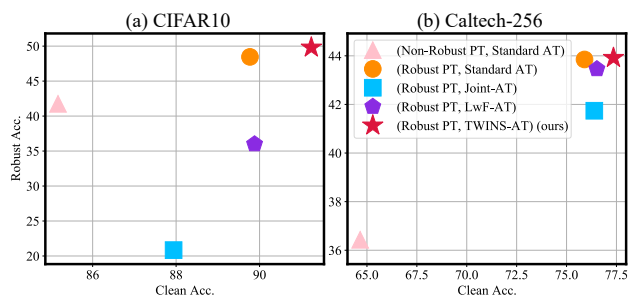 (a) CIFAR10
Robust Acc.
50
45
40
35
30
25
20
86
88
90
Clean Acc.
(b) Caltech-256
(Non-Robust PT, Standard AT)
(Robust PT, Standard AT)
(Robust PT, Joint-AT)
(Robust PT, LwF-AT)
(Robust PT, TWINS-AT) (ours)
44
42
40
38
36
65.0
67.5
70.0
72.5
75.0
77.5
Clean Acc.